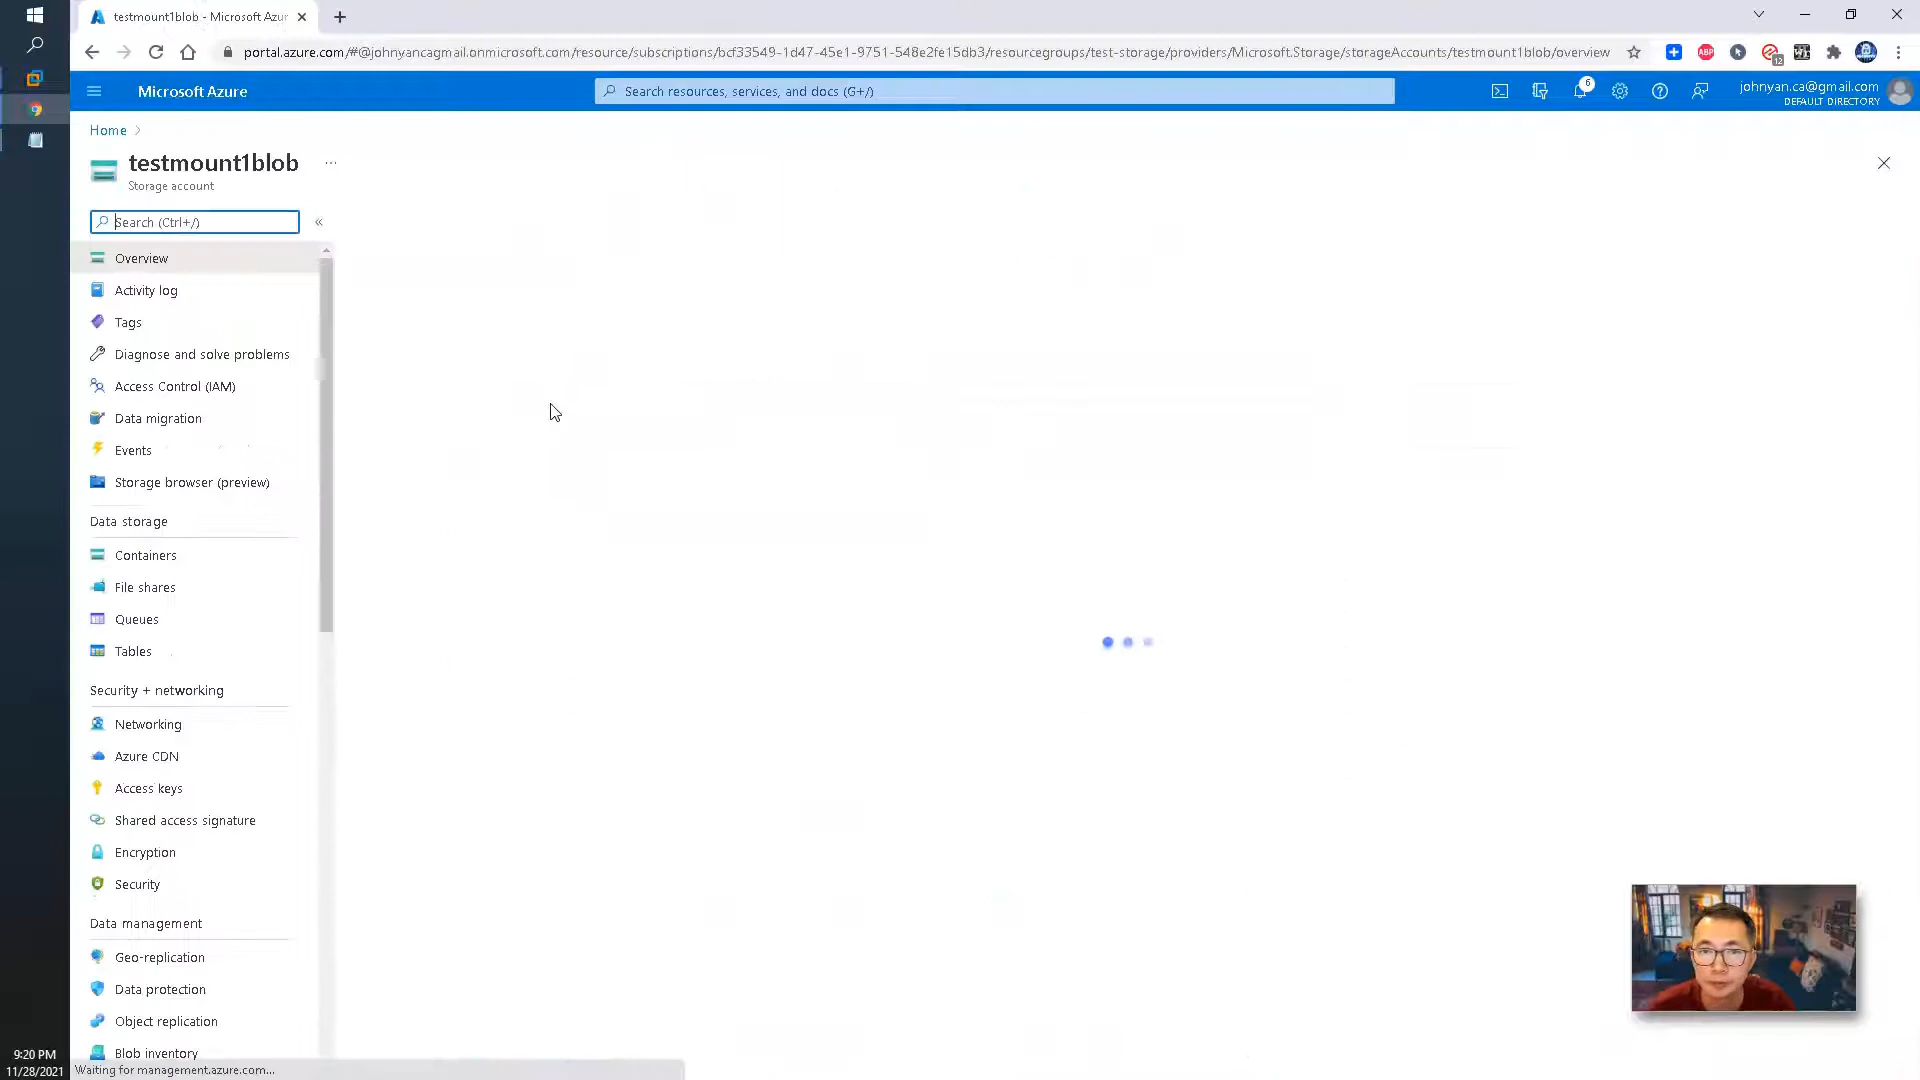 testmount1blob - Microsoft Azur
portal.azure.com/#@johnyancagmail.onmicrosoft.com/resource/subscriptions/bcf33549-1d47-45e1-9751-548e2fe15db3/resourcegroups/test-storage/providers/Microsoft.Storage/storageAccounts/testmount1blob/overview
ABP
12
Microsoft Azure
Search resources, services, and docs (G+/)
6
johnyan.ca@gmail.com
DEFAULT DIRECTORY
Home
testmount1blob
Storage account
Search (Ctrl+/)
Overview
Activity log
Tags
Diagnose and solve problems
Access Control (IAM)
Data migration
Events
Storage browser (preview)
Data storage
Containers
File shares
Queues
Tables
Security + networking
Networking
Azure CDN
Access keys
Shared access signature
Encryption
Security
Data management
Geo-replication
Data protection
Object replication
Blob inventory
Waiting for management.azure.com...
9:20 PM
11/28/2021